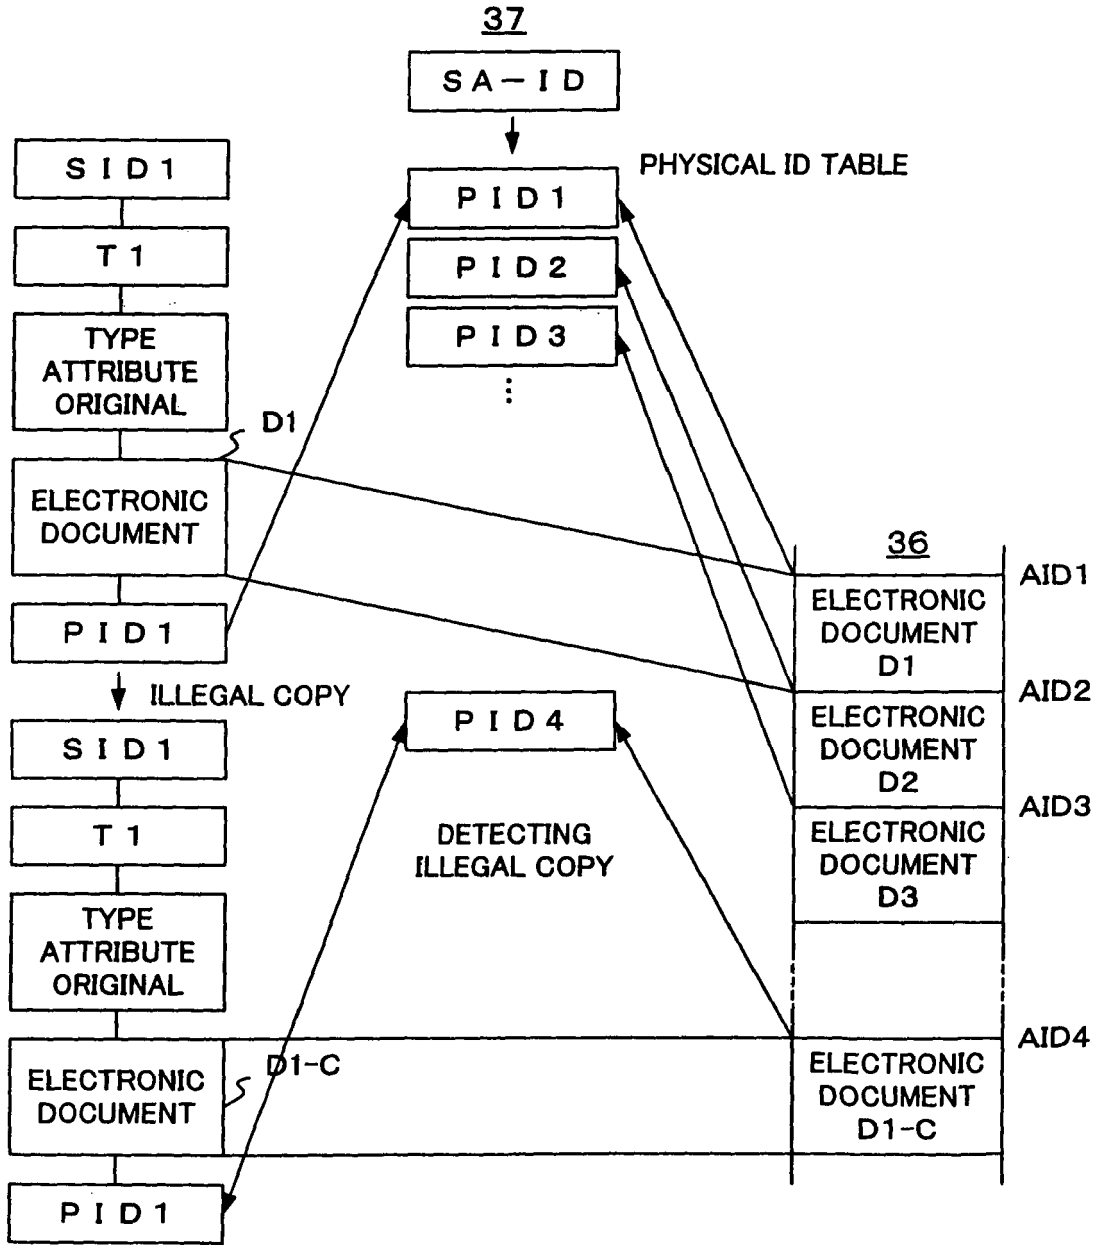 37
SA-ID
PHYSICAL ID TABLE
PID1
PID2
PID3
⋮
SID1
T1
TYPE
ATTRIBUTE
ORIGINAL
D1
ELECTRONIC
DOCUMENT
PID1
ILLEGAL COPY
SID1
T1
TYPE
ATTRIBUTE
ORIGINAL
D1-C
ELECTRONIC
DOCUMENT
PID1
PID4
DETECTING
ILLEGAL COPY
36
AID1
ELECTRONIC
DOCUMENT
D1
AID2
ELECTRONIC
DOCUMENT
D2
AID3
ELECTRONIC
DOCUMENT
D3
AID4
ELECTRONIC
DOCUMENT
D1-C